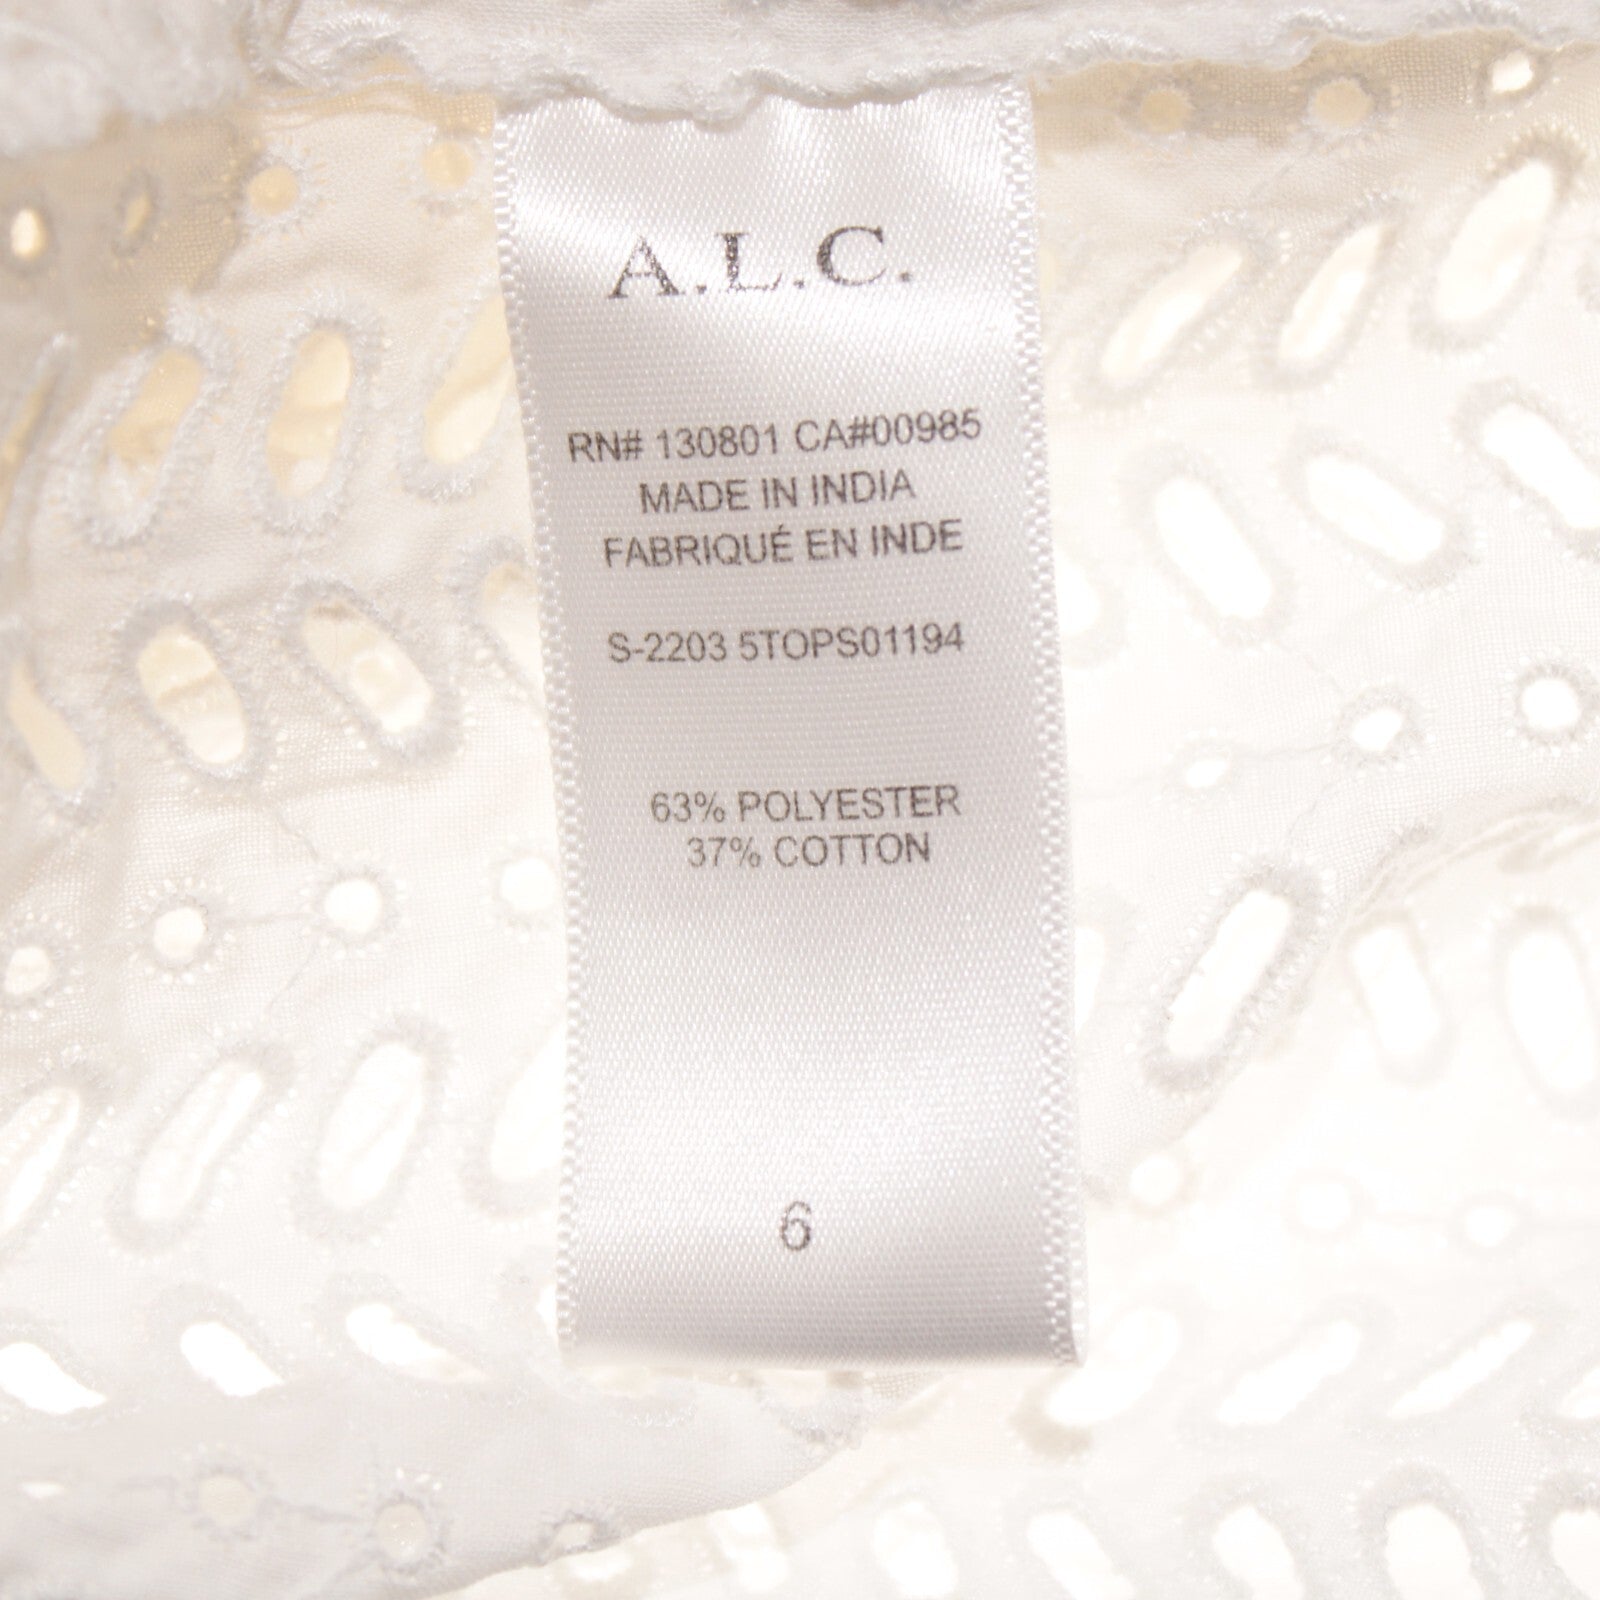 A.L.C.
RN# 130801 CA#00985
MADE IN INDIA
FABRIQUÉ EN INDE
S-2203 5TOPS01194
63% POLYESTER
37% COTTON
6